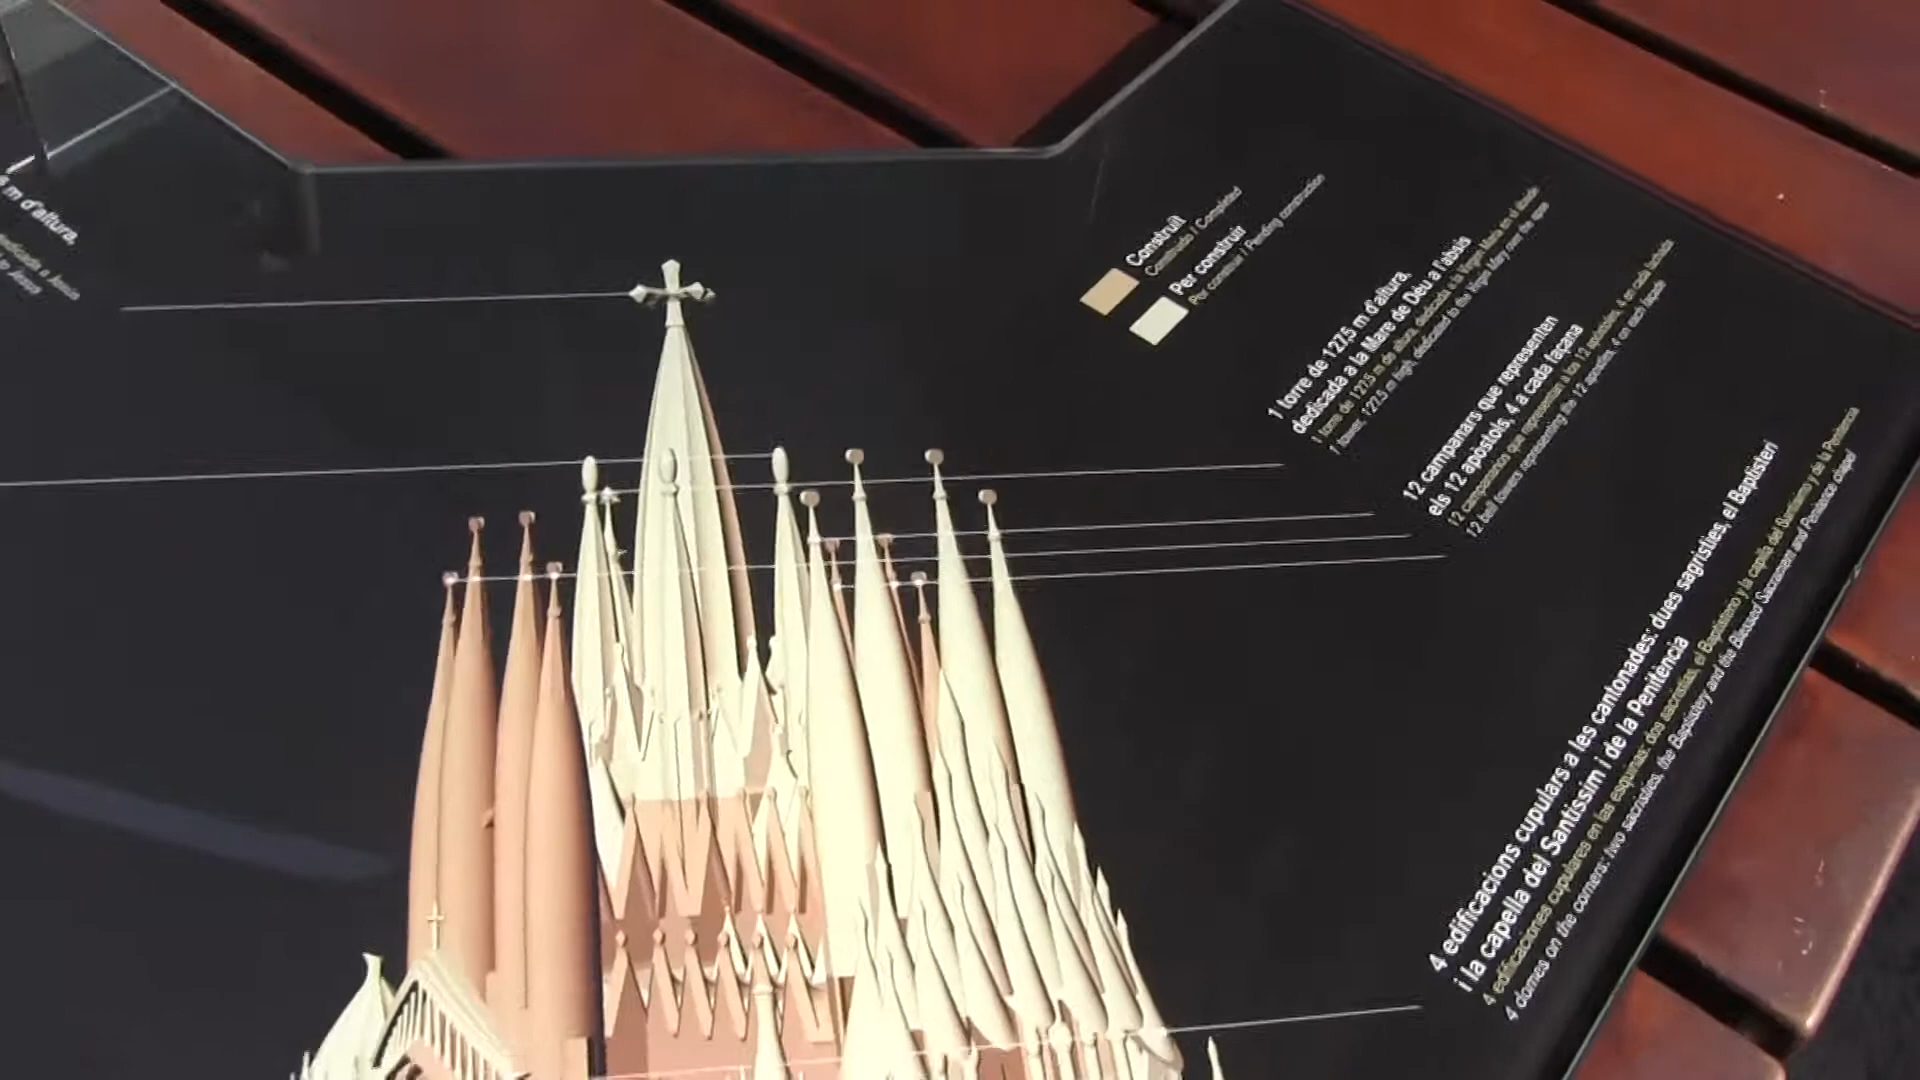 m d'altura,
dedicada a Jesús
to Jesus
Construït
Construido / Completed
Per construir
Por construir / Pending construction
1 torre de 127,5 m d'altura,
dedicada a la Mare de Déu a l'absis
1 torre de 127,5 m de altura, dedicada a la Virgen María en el ábside
1 tower, 127.5 m high, dedicated to the Virgin Mary over the apse
12 campanars que representen
els 12 apòstols, 4 a cada façana
12 campanarios que representan a los 12 apóstoles, 4 en cada fachada
12 bell towers representing the 12 apostles, 4 on each façade
4 edificacions cupulars a les cantonades: dues sagristies, el Baptisteri
i la capella del Santíssim i de la Penitència
4 edificaciones cupulares en las esquinas: dos sacristías, el Baptisterio y la capilla del Santísimo y de la Penitencia
4 domes on the corners: two sacristies, the Baptistery and the Blessed Sacrament and Penitence chapel